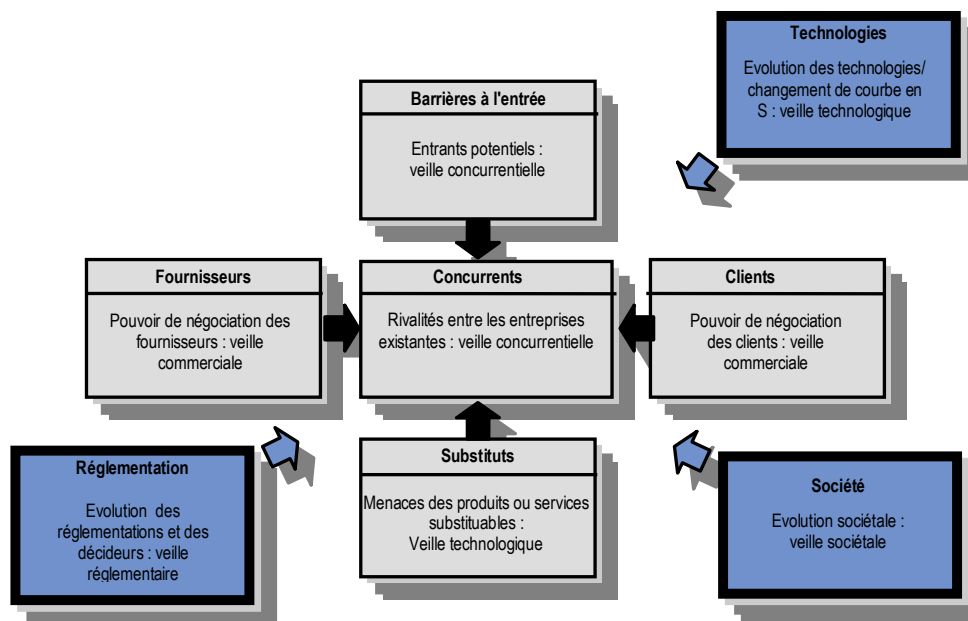 Technologies
Evolution des technologies/
changement de courbe en
S : veille technologique
Barrières à l'entrée
Entrants potentiels :
veille concurrentielle
Fournisseurs
Pouvoir de négociation des
fournisseurs : veille
commerciale
Concurrents
Rivalités entre les entreprises
existantes : veille concurrentielle
Clients
Pouvoir de négociation
des clients : veille
commerciale
Réglementation
Evolution des
réglementations et des
décideurs : veille
réglementaire
Substituts
Menaces des produits ou services
substituables :
Veille technologique
Société
Evolution sociétale :
veille sociétale